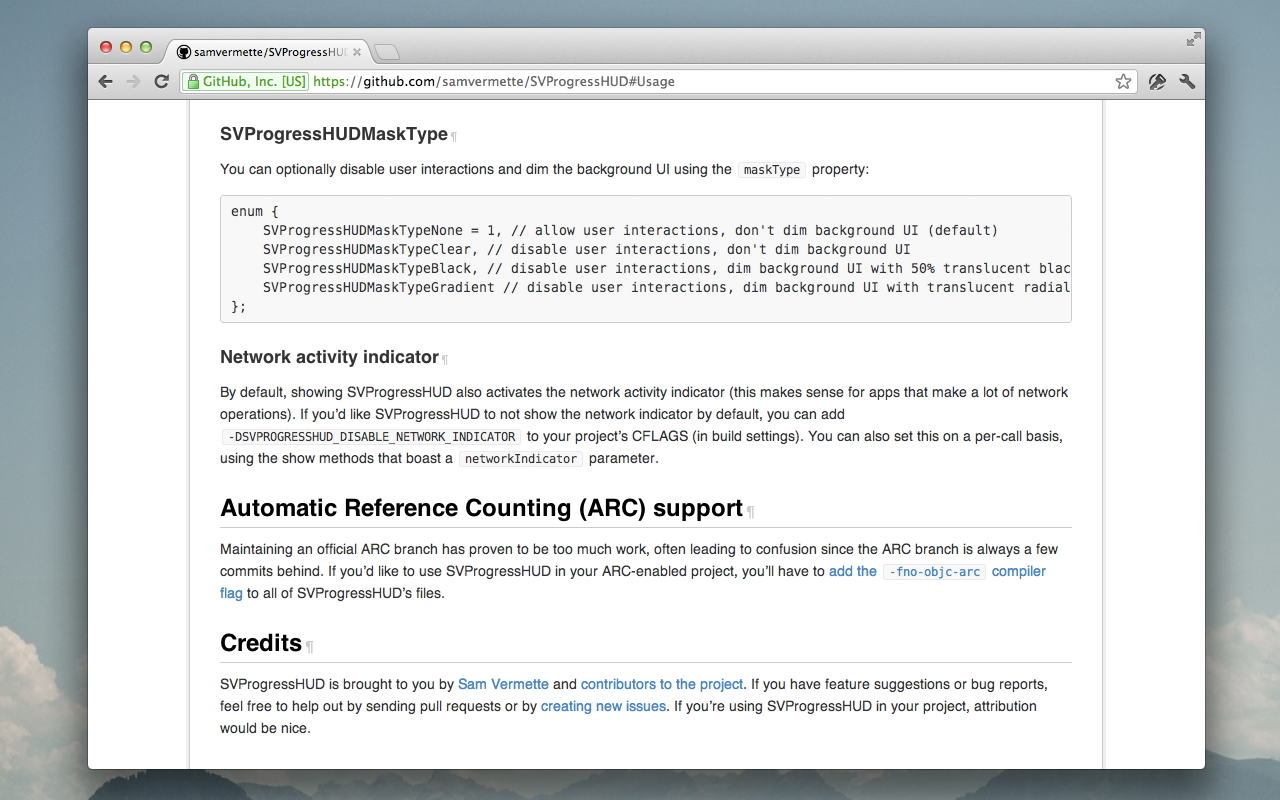 samvermette/SVProgressHUD
GitHub, Inc. [US] https://github.com/samvermette/SVProgressHUD#Usage
SVProgressHUDMaskType ¶
You can optionally disable user interactions and dim the background UI using the maskType property:
enum {
SVProgressHUDMaskTypeNone = 1, // allow user interactions, don't dim background UI (default)
SVProgressHUDMaskTypeClear, // disable user interactions, don't dim background UI
SVProgressHUDMaskTypeBlack, // disable user interactions, dim background UI with 50% translucent blac
SVProgressHUDMaskTypeGradient // disable user interactions, dim background UI with translucent radial
};
Network activity indicator ¶
By default, showing SVProgressHUD also activates the network activity indicator (this makes sense for apps that make a lot of network
operations). If you’d like SVProgressHUD to not show the network indicator by default, you can add
-DSVPROGRESSHUD_DISABLE_NETWORK_INDICATOR to your project’s CFLAGS (in build settings). You can also set this on a per-call basis,
using the show methods that boast a networkIndicator parameter.
Automatic Reference Counting (ARC) support ¶
Maintaining an official ARC branch has proven to be too much work, often leading to confusion since the ARC branch is always a few
commits behind. If you’d like to use SVProgressHUD in your ARC-enabled project, you’ll have to add the -fno-objc-arc compiler
flag to all of SVProgressHUD’s files.
Credits ¶
SVProgressHUD is brought to you by Sam Vermette and contributors to the project. If you have feature suggestions or bug reports,
feel free to help out by sending pull requests or by creating new issues. If you’re using SVProgressHUD in your project, attribution
would be nice.